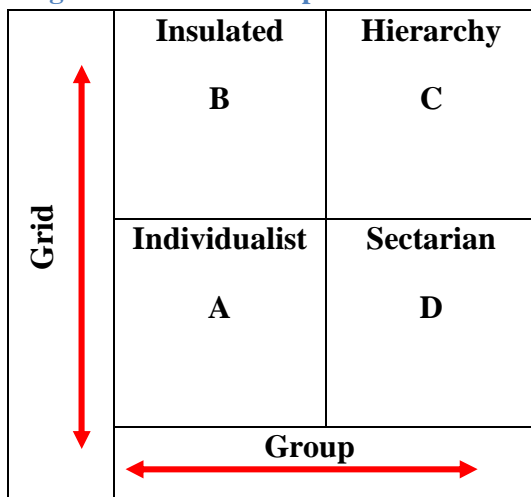 Insulated Hierarchy
B C
Grid
Individualist Sectarian
A D
Group